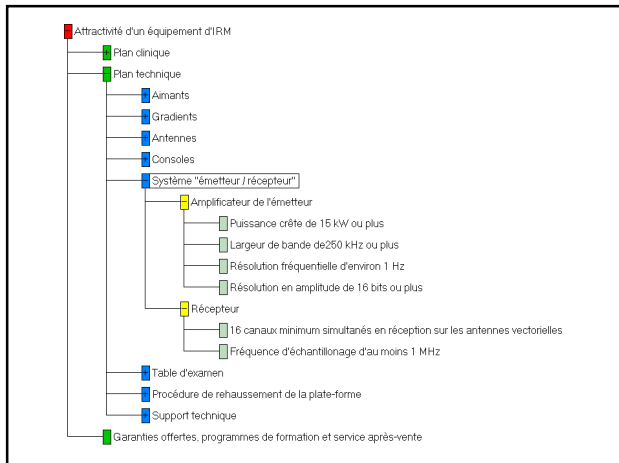 Attractivité d'un équipement d'IRM
Plan clinique
Plan technique
Aimants
Gradients
Antennes
Consoles
Système "émetteur / récepteur"
Amplificateur de l'émetteur
Puissance crête de 15 kW ou plus
Largeur de bande de250 kHz ou plus
Résolution fréquentielle d'environ 1 Hz
Résolution en amplitude de 16 bits ou plus
Récepteur
16 canaux minimum simultanés en réception sur les antennes vectorielles
Fréquence d'échantillonage d'au moins 1 MHz
Table d'examen
Procédure de rehaussement de la plate-forme
Support technique
Garanties offertes, programmes de formation et service après-vente